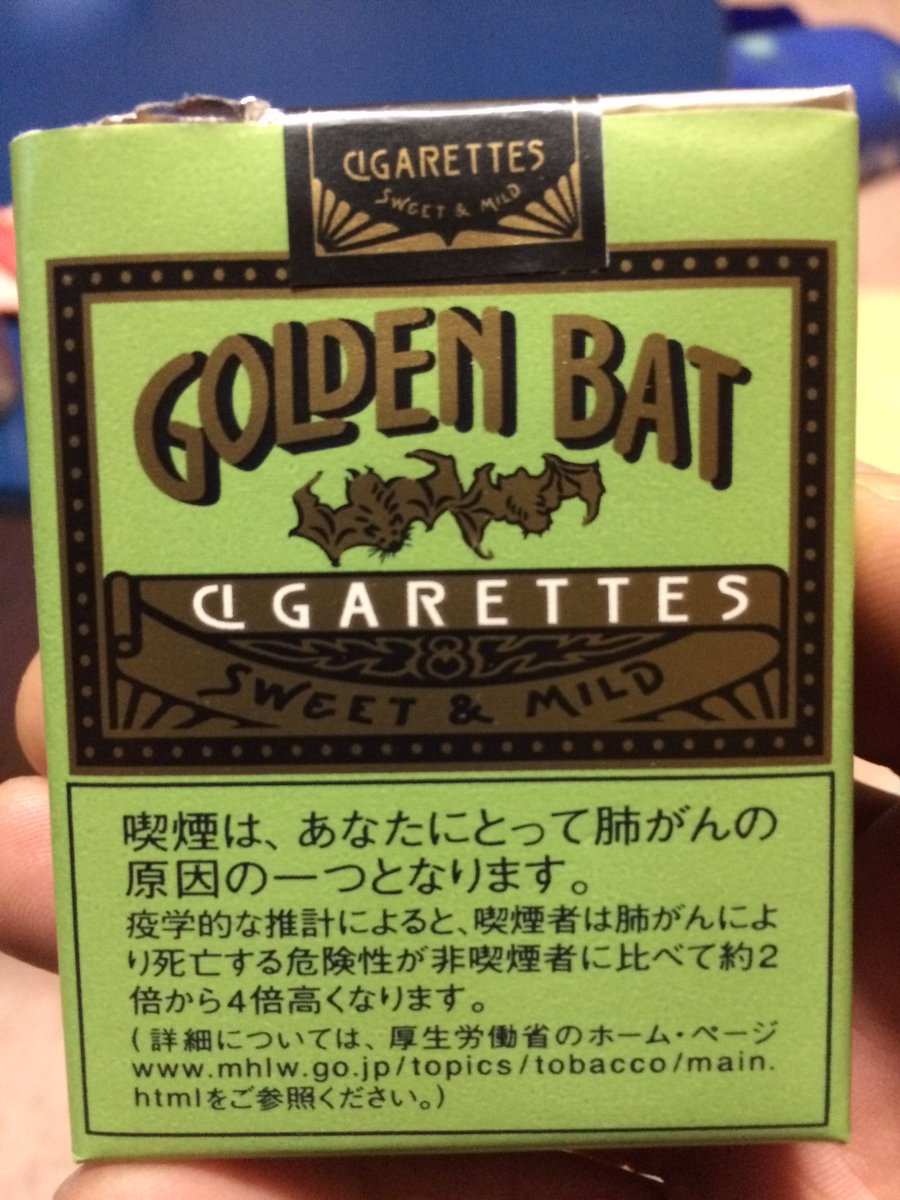 CIGARETTES
SWEET & MILD
GOLDEN BAT
CIGARETTES
SWEET & MILD
喫煙は、あなたにとって肺がんの
原因の一つとなります。
疫学的な推計によると、喫煙者は肺がんによ
り死亡する危険性が非喫煙者に比べて約2
倍から4倍高くなります。
(詳細については、厚生労働省のホーム・ページ
www.mhlw.go.jp/topics/tobacco/main.
htmlをご参照ください。)